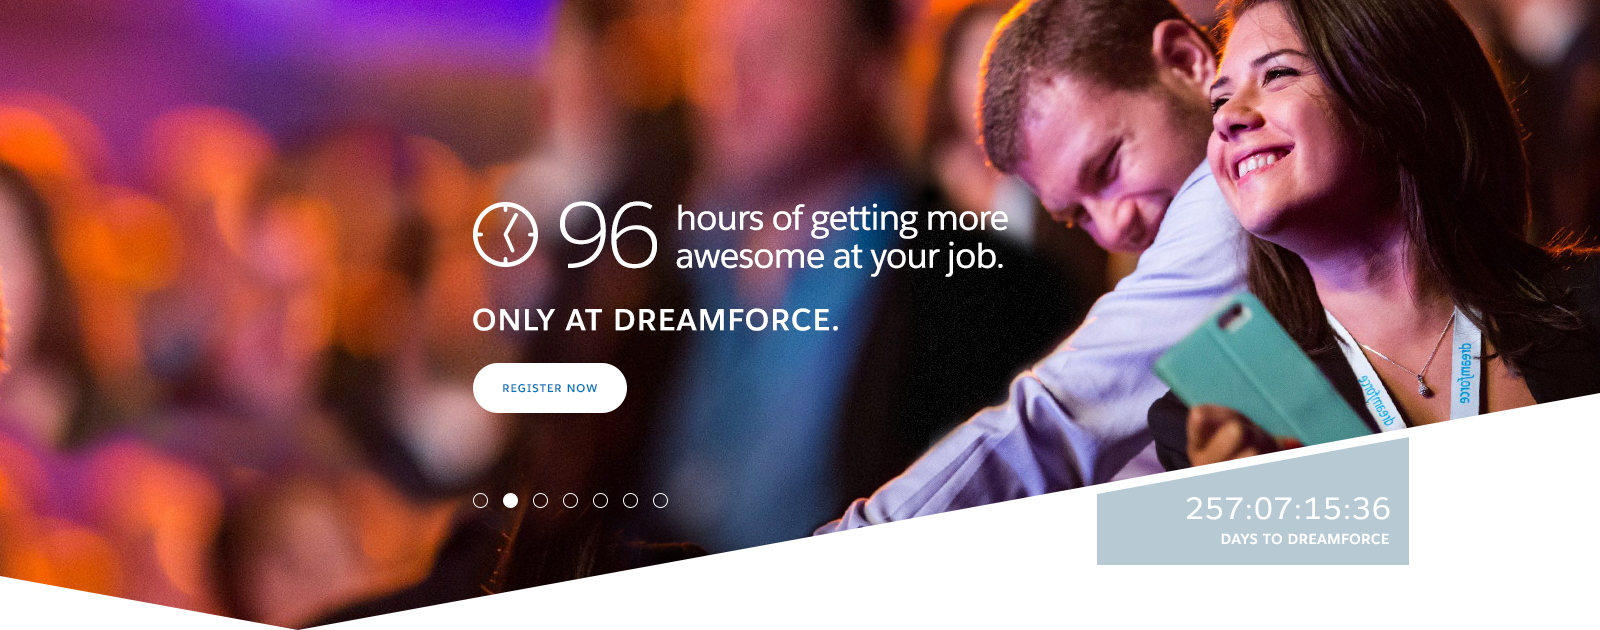 96 hours of getting more
awesome at your job.
ONLY AT DREAMFORCE.
REGISTER NOW
dreamforce
dreamforce
257:07:15:36
DAYS TO DREAMFORCE